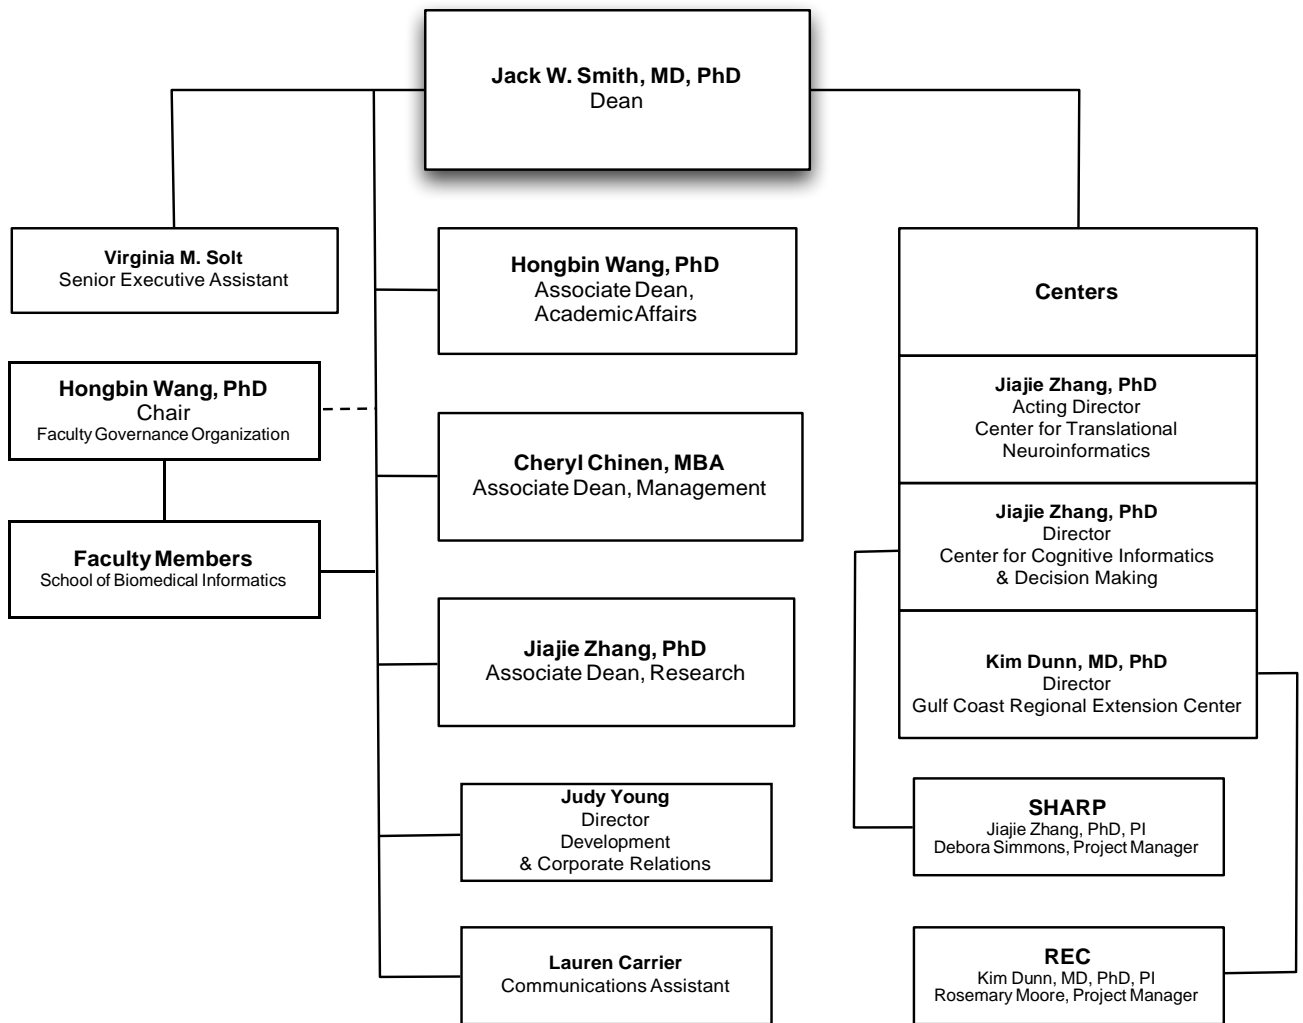 Jack W. Smith, MD, PhD
Dean
Virginia M. Solt
Senior Executive Assistant
Hongbin Wang, PhD
Chair
Faculty Governance Organization
Faculty Members
School of Biomedical Informatics
Hongbin Wang, PhD
Associate Dean,
Academic Affairs
Cheryl Chinen, MBA
Associate Dean, Management
Jiajie Zhang, PhD
Associate Dean, Research
Judy Young
Director
Development
& Corporate Relations
Lauren Carrier
Communications Assistant
Centers
Jiajie Zhang, PhD
Acting Director
Center for Translational
Neuroinformatics
Jiajie Zhang, PhD
Director
Center for Cognitive Informatics
& Decision Making
Kim Dunn, MD, PhD
Director
Gulf Coast Regional Extension Center
SHARP
Jiajie Zhang, PhD, PI
Debora Simmons, Project Manager
REC
Kim Dunn, MD, PhD, PI
Rosemary Moore, Project Manager